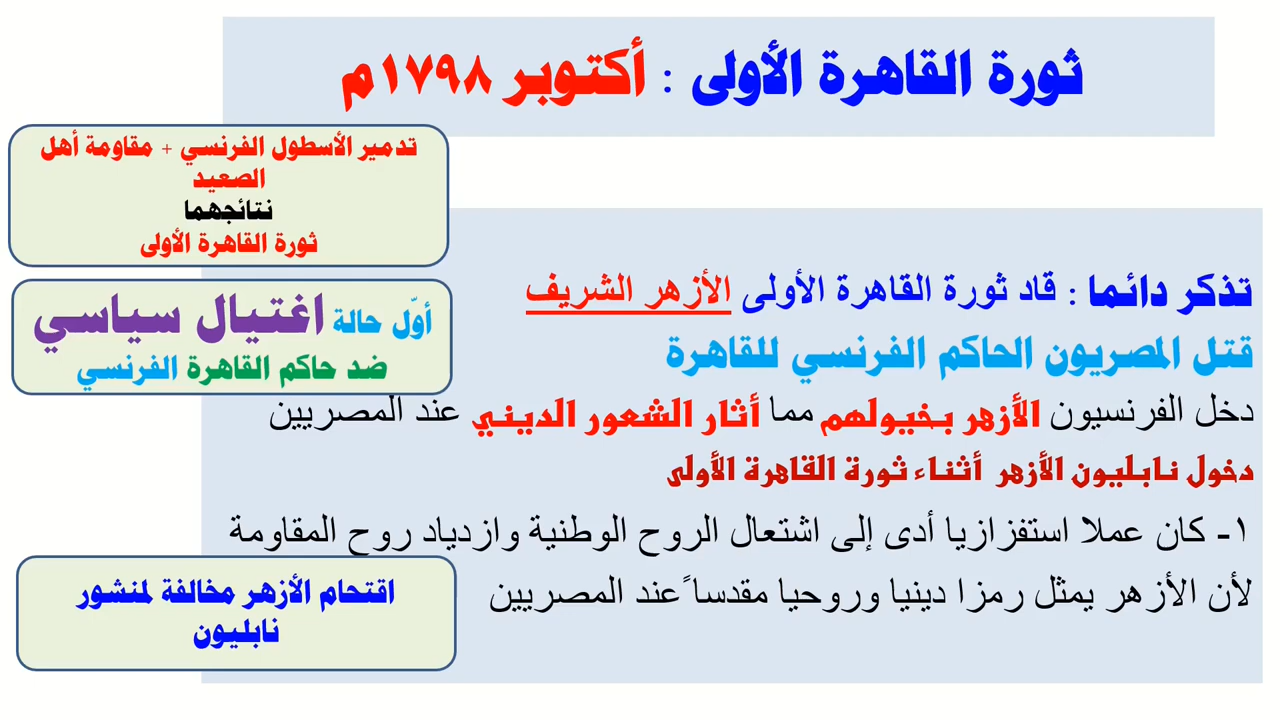 ثورة القاهرة الأولى : أكتوبر ١٧٩٨م
تدمير الأسطول الفرنسي + مقاومة أهل
الصعيد
نتائجهما
ثورة القاهرة الأولى
تذكر دائما : قاد ثورة القاهرة الأولى الأزهر الشريف
أوّل حالة اغتيال سياسي
ضد حاكم القاهرة الفرنسي
قتل المصريون الحاكم الفرنسي للقاهرة
دخل الفرنسيون الأزهر بخيولهم مما أثار الشعور الديني عند المصريين
دخول نابليون الأزهر أثناء ثورة القاهرة الأولى
١- كان عملا استفزازيا أدى إلى اشتعال الروح الوطنية وازدياد روح المقاومة
لأن الأزهر يمثل رمزا دينيا وروحيا مقدساً عند المصريين
اقتحام الأزهر مخالفة لمنشور
نابليون